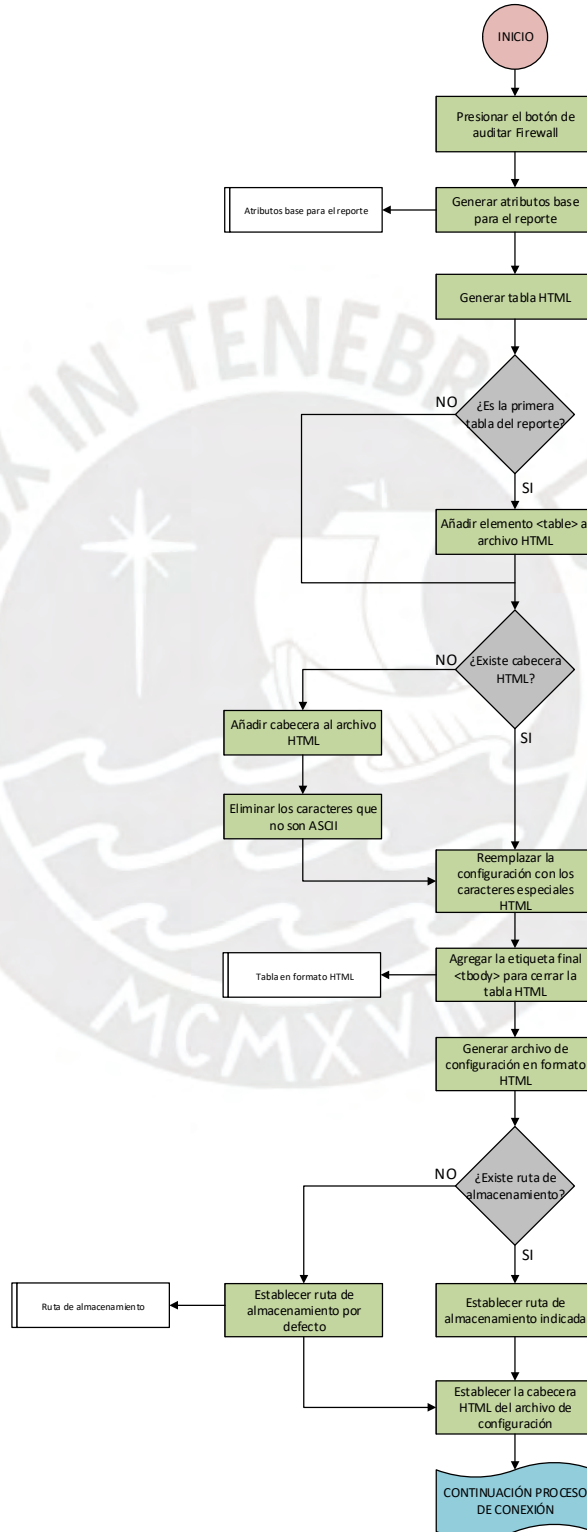 INICIO
Presionar el botón de
auditar Firewall
Atributos base para el reporte
Generar atributos base
para el reporte
Generar tabla HTML
NO
¿Es la primera
tabla del reporte?
SI
Añadir elemento <table> a
archivo HTML
NO
¿Existe cabecera
HTML?
SI
Añadir cabecera al archivo
HTML
Eliminar los caracteres que
no son ASCII
Reemplazar la
configuración con los
caracteres especiales
HTML
Tabla en formato HTML
Agregar la etiqueta final
<tbody> para cerrar la
tabla HTML
Generar archivo de
configuración en formato
HTML
NO
¿Existe ruta de
almacenamiento?
SI
Ruta de almacenamiento
Establecer ruta de
almacenamiento por
defecto
Establecer ruta de
almacenamiento indicada
Establecer la cabecera
HTML del archivo de
configuración
CONTINUACIÓN PROCESO
DE CONEXIÓN
X IN TENEBR
MCMXVII